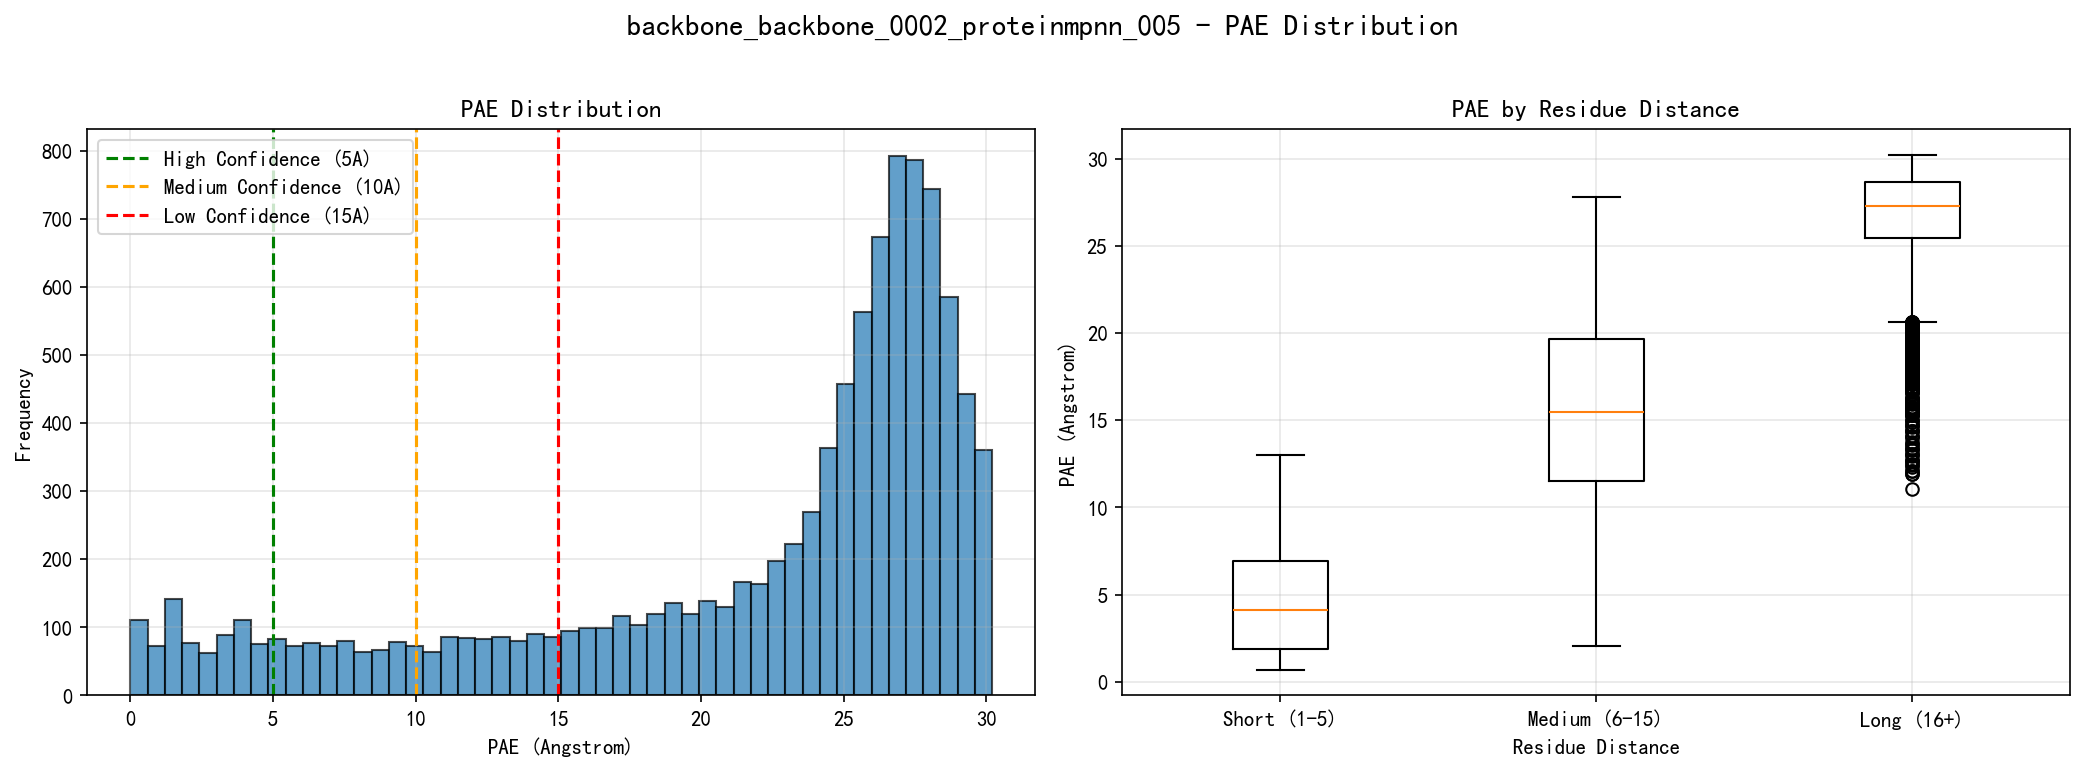 backbone_backbone_0002_proteinmpnn_005 - PAE Distribution
PAE Distribution
High Confidence (5A)
Medium Confidence (10A)
Low Confidence (15A)
Frequency
800
700
600
500
400
300
200
100
0
0 5 10 15 20 25 30
PAE (Angstrom)
PAE by Residue Distance
PAE (Angstrom)
30
25
20
15
10
5
0
Short (1-5) Medium (6-15) Long (16+)
Residue Distance